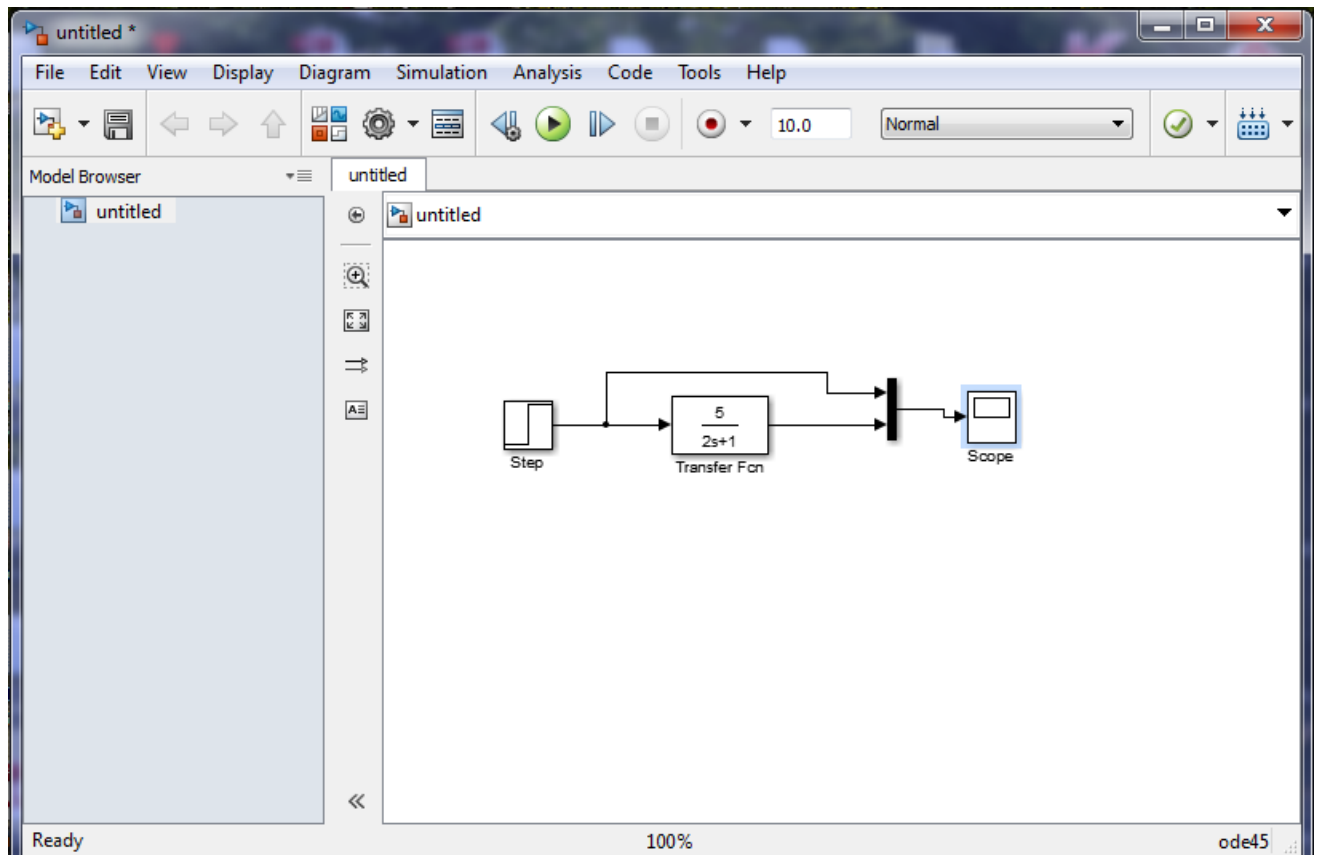 untitled *
File Edit View Display Diagram Simulation Analysis Code Tools Help
10.0 Normal
Model Browser untitled
untitled untitled
5
2s+1
Step Transfer Fcn Scope
Ready 100% ode45